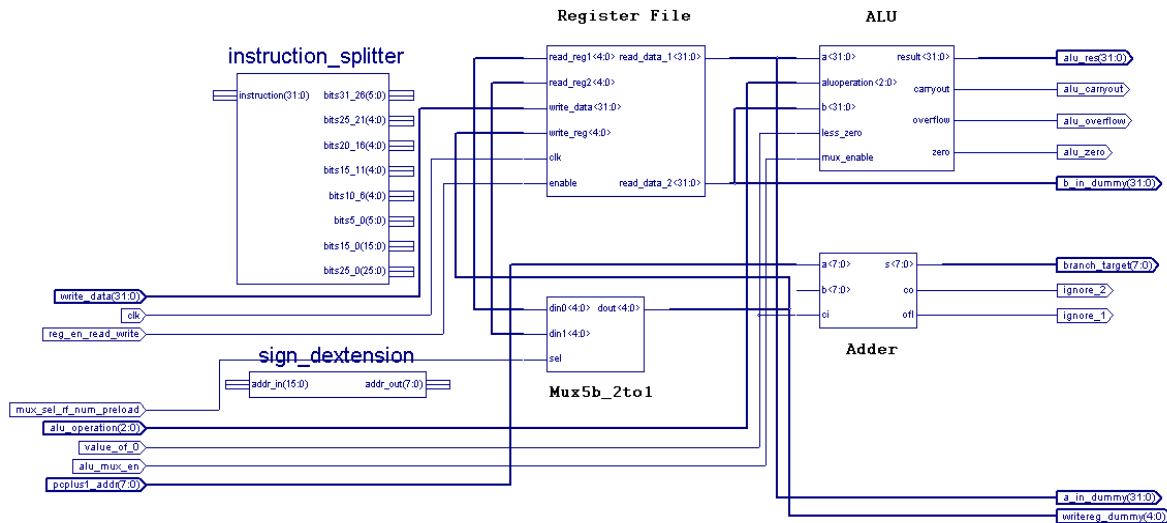 Register File
ALU
instruction_splitter
instruction(31:0)
bits31_26(5:0)
bits25_21(4:0)
bits20_16(4:0)
bits15_11(4:0)
bits10_6(4:0)
bits5_0(5:0)
bits15_0(15:0)
bits25_0(25:0)
read_reg1<4:0> read_data_1<31:0>
read_reg2<4:0>
write_data<31:0>
write_reg<4:0>
clk
enable read_data_2<31:0>
a<31:0> result<31:0>
aluoperation<2:0>
carryout
b<31:0>
overflow
less_zero
zero
mux_enable
alu_res(31:0)
alu_carryout
alu_overflow
alu_zero
b_in_dummy(31:0)
a<7:0> s<7:0>
b<7:0> co
ci ofl
Adder
branch_target(7:0)
ignore_2
ignore_1
write_data(31:0)
clk
reg_en_read_write
din0<4:0> dout<4:0>
din1<4:0>
sel
Mux5b_2to1
sign_dextension
addr_in(15:0) addr_out(7:0)
mux_sel_rf_num_preload
alu_operation(2:0)
value_of_0
alu_mux_en
pcplus1_addr(7:0)
a_in_dummy(31:0)
writereg_dummy(4:0)